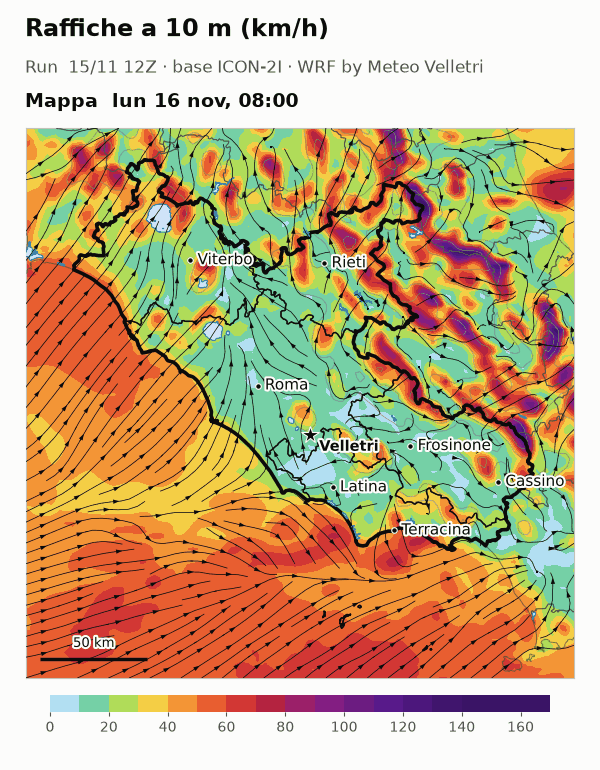 Raffiche a 10 m (km/h)
Run  15/11 12Z · base ICON-2I · WRF by Meteo Velletri
Mappa  lun 16 nov, 08:00
Viterbo
Rieti
Roma
Velletri
Frosinone
Latina
Cassino
Terracina
50 km
0 20 40 60 80 100 120 140 160